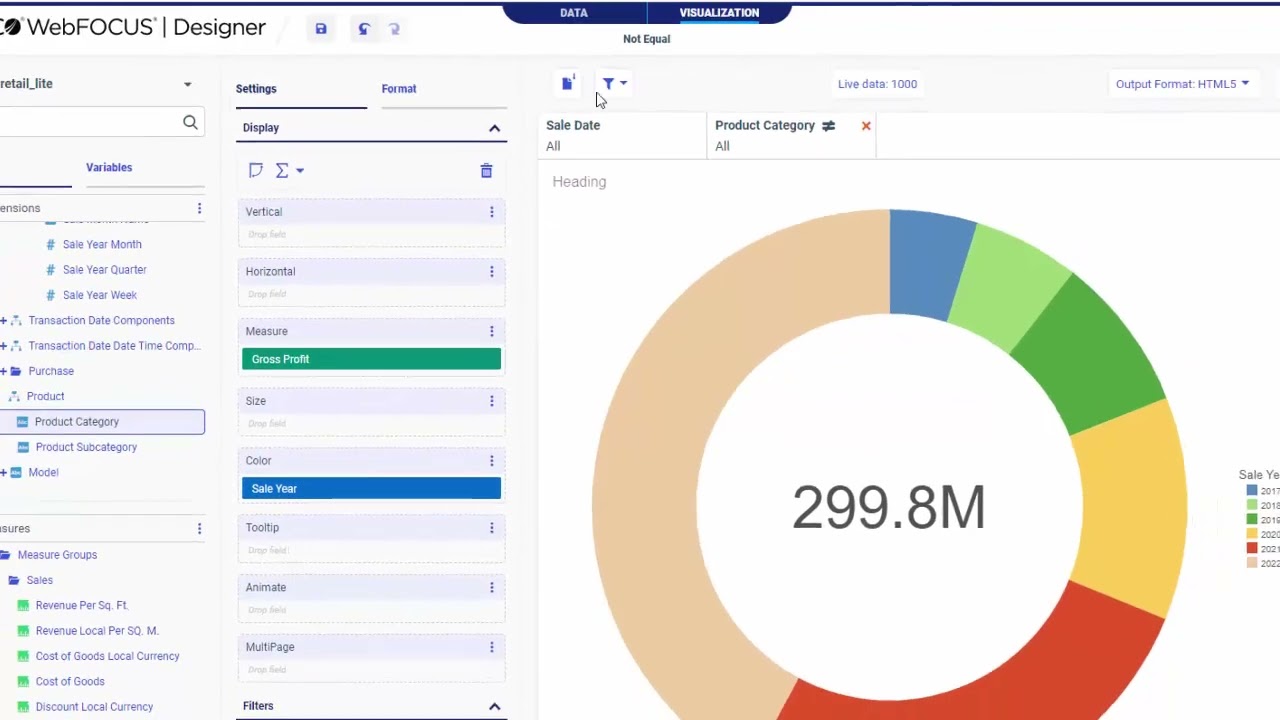 DATA
VISUALIZATION
WebFOCUS® | Designer
Not Equal
retail_lite
Variables
ensions
Sale Year Month
Sale Year Quarter
Sale Year Week
Transaction Date Components
Transaction Date Date Time Comp...
Purchase
Product
Product Category
Product Subcategory
Model
sures
Measure Groups
Sales
Revenue Per Sq. Ft.
Revenue Local Per SQ. M.
Cost of Goods Local Currency
Cost of Goods
Discount Local Currency
Settings
Format
Display
Vertical
Drop field
Horizontal
Drop field
Measure
Gross Profit
Size
Drop field
Color
Sale Year
Tooltip
Drop field
Animate
Drop field
MultiPage
Drop field
Filters
Live data: 1000
Output Format: HTML5
Sale Date
All
Product Category
All
Heading
299.8M
Sale Ye
2017
2018
2019
2020
2021
2022